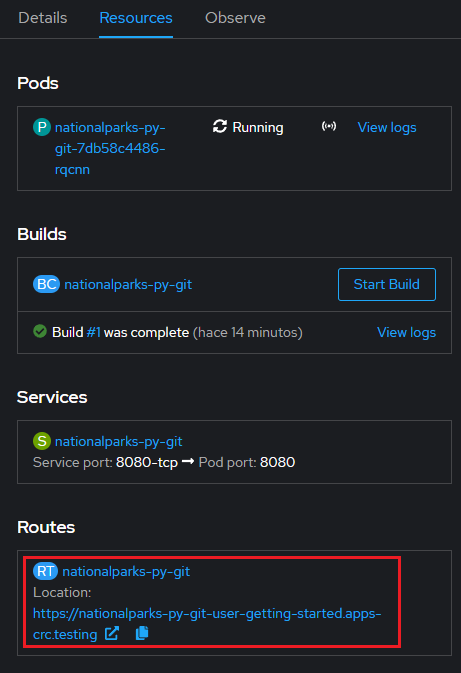 Details Resources Observe
Pods
P nationalparks-py- Running View logs
git-7db58c4486-
rqcnn
Builds
BC nationalparks-py-git Start Build
Build #1 was complete (hace 14 minutos) View logs
Services
S nationalparks-py-git
Service port: 8080-tcp → Pod port: 8080
Routes
RT nationalparks-py-git
Location:
https://nationalparks-py-git-user-getting-started.apps-
crc.testing